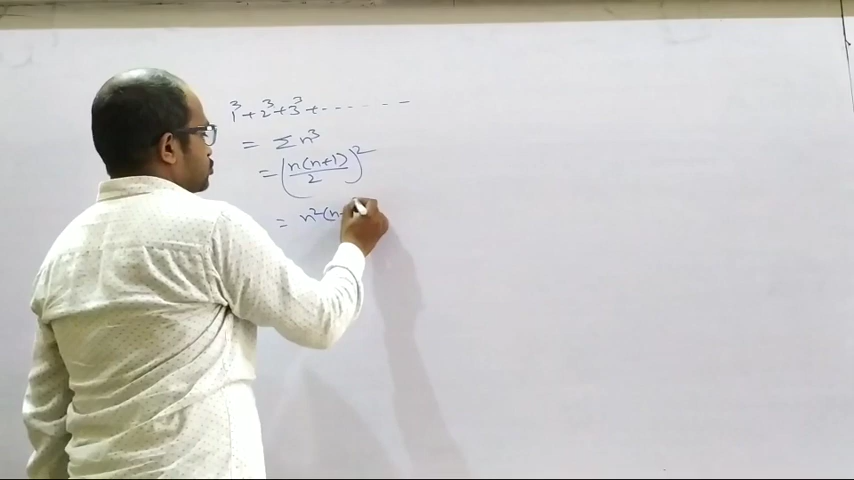 1³ + 2³ + 3³ + - - - - - -
= Σn³
= (n(n+1)/2)²
= n²(n